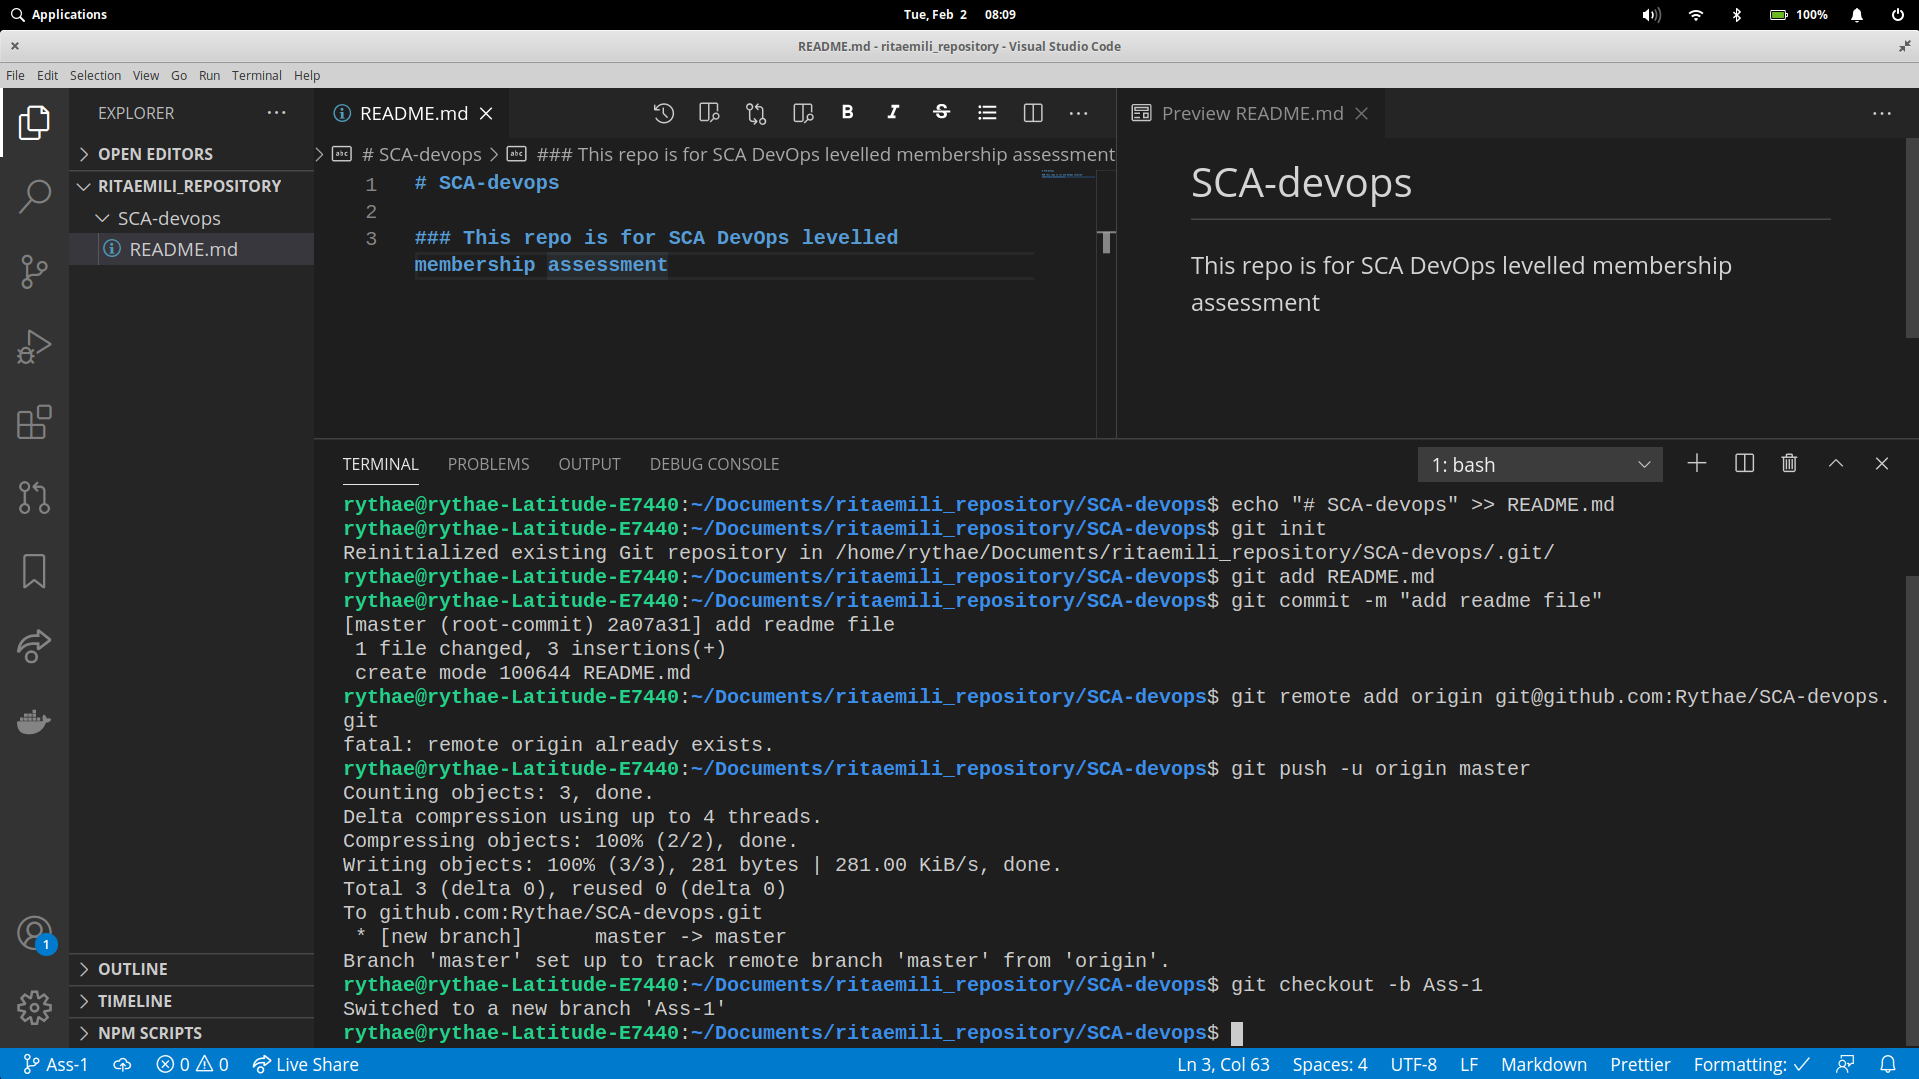 Applications
Tue, Feb 2 08:09
100%
README.md - ritaemili_repository - Visual Studio Code
File Edit Selection View Go Run Terminal Help
EXPLORER
OPEN EDITORS
RITAEMILI_REPOSITORY
SCA-devops
README.md
README.md
# SCA-devops > ### This repo is for SCA DevOps levelled membership assessment
1 # SCA-devops
2
3 ### This repo is for SCA DevOps levelled
membership assessment
Preview README.md
SCA-devops
This repo is for SCA DevOps levelled membership
assessment
TERMINAL PROBLEMS OUTPUT DEBUG CONSOLE
1: bash
rythae@rythae-Latitude-E7440:~/Documents/ritaemili_repository/SCA-devops$ echo "# SCA-devops" >> README.md
rythae@rythae-Latitude-E7440:~/Documents/ritaemili_repository/SCA-devops$ git init
Reinitialized existing Git repository in /home/rythae/Documents/ritaemili_repository/SCA-devops/.git/
rythae@rythae-Latitude-E7440:~/Documents/ritaemili_repository/SCA-devops$ git add README.md
rythae@rythae-Latitude-E7440:~/Documents/ritaemili_repository/SCA-devops$ git commit -m "add readme file"
[master (root-commit) 2a07a31] add readme file
1 file changed, 3 insertions(+)
create mode 100644 README.md
rythae@rythae-Latitude-E7440:~/Documents/ritaemili_repository/SCA-devops$ git remote add origin git@github.com:Rythae/SCA-devops.
git
fatal: remote origin already exists.
rythae@rythae-Latitude-E7440:~/Documents/ritaemili_repository/SCA-devops$ git push -u origin master
Counting objects: 3, done.
Delta compression using up to 4 threads.
Compressing objects: 100% (2/2), done.
Writing objects: 100% (3/3), 281 bytes | 281.00 KiB/s, done.
Total 3 (delta 0), reused 0 (delta 0)
To github.com:Rythae/SCA-devops.git
* [new branch] master -> master
Branch 'master' set up to track remote branch 'master' from 'origin'.
rythae@rythae-Latitude-E7440:~/Documents/ritaemili_repository/SCA-devops$ git checkout -b Ass-1
Switched to a new branch 'Ass-1'
rythae@rythae-Latitude-E7440:~/Documents/ritaemili_repository/SCA-devops$
1
OUTLINE
TIMELINE
NPM SCRIPTS
Ass-1 0 0 Live Share
Ln 3, Col 63 Spaces: 4 UTF-8 LF Markdown Prettier Formatting: ✓